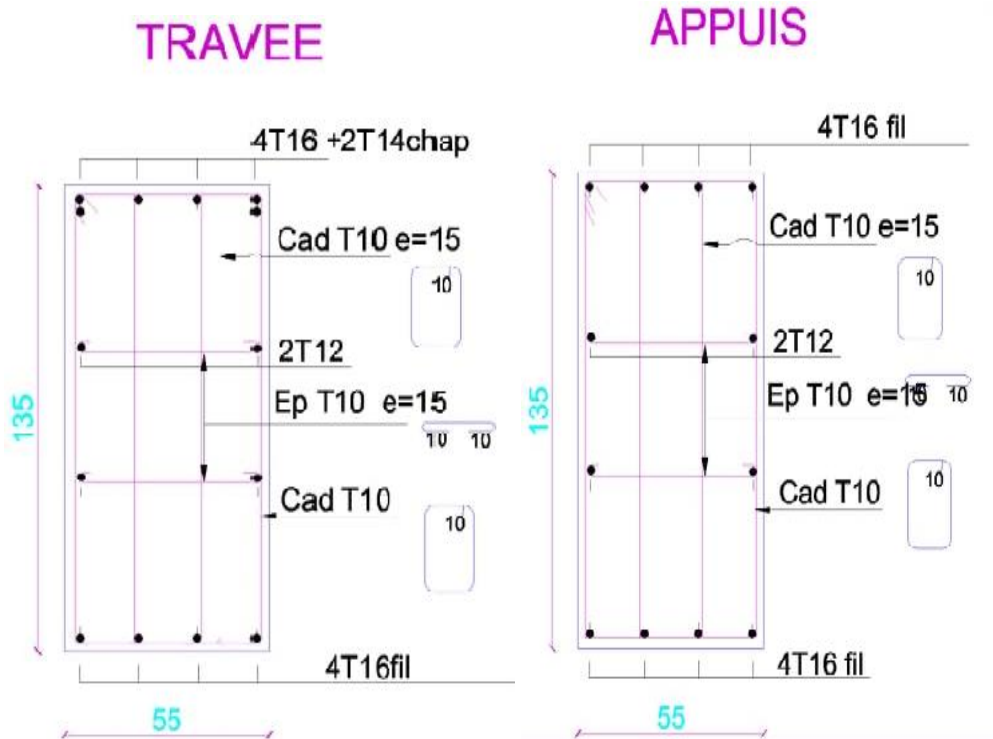 TRAVEE
4T16 +2T14chap
Cad T10 e=15
10
2T12
Ep T10 e=15
10 10
Cad T10
10
4T16fil
135
55
APPUIS
4T16 fil
Cad T10 e=15
10
2T12
Ep T10 e=15
10
Cad T10
10
4T16 fil
135
55